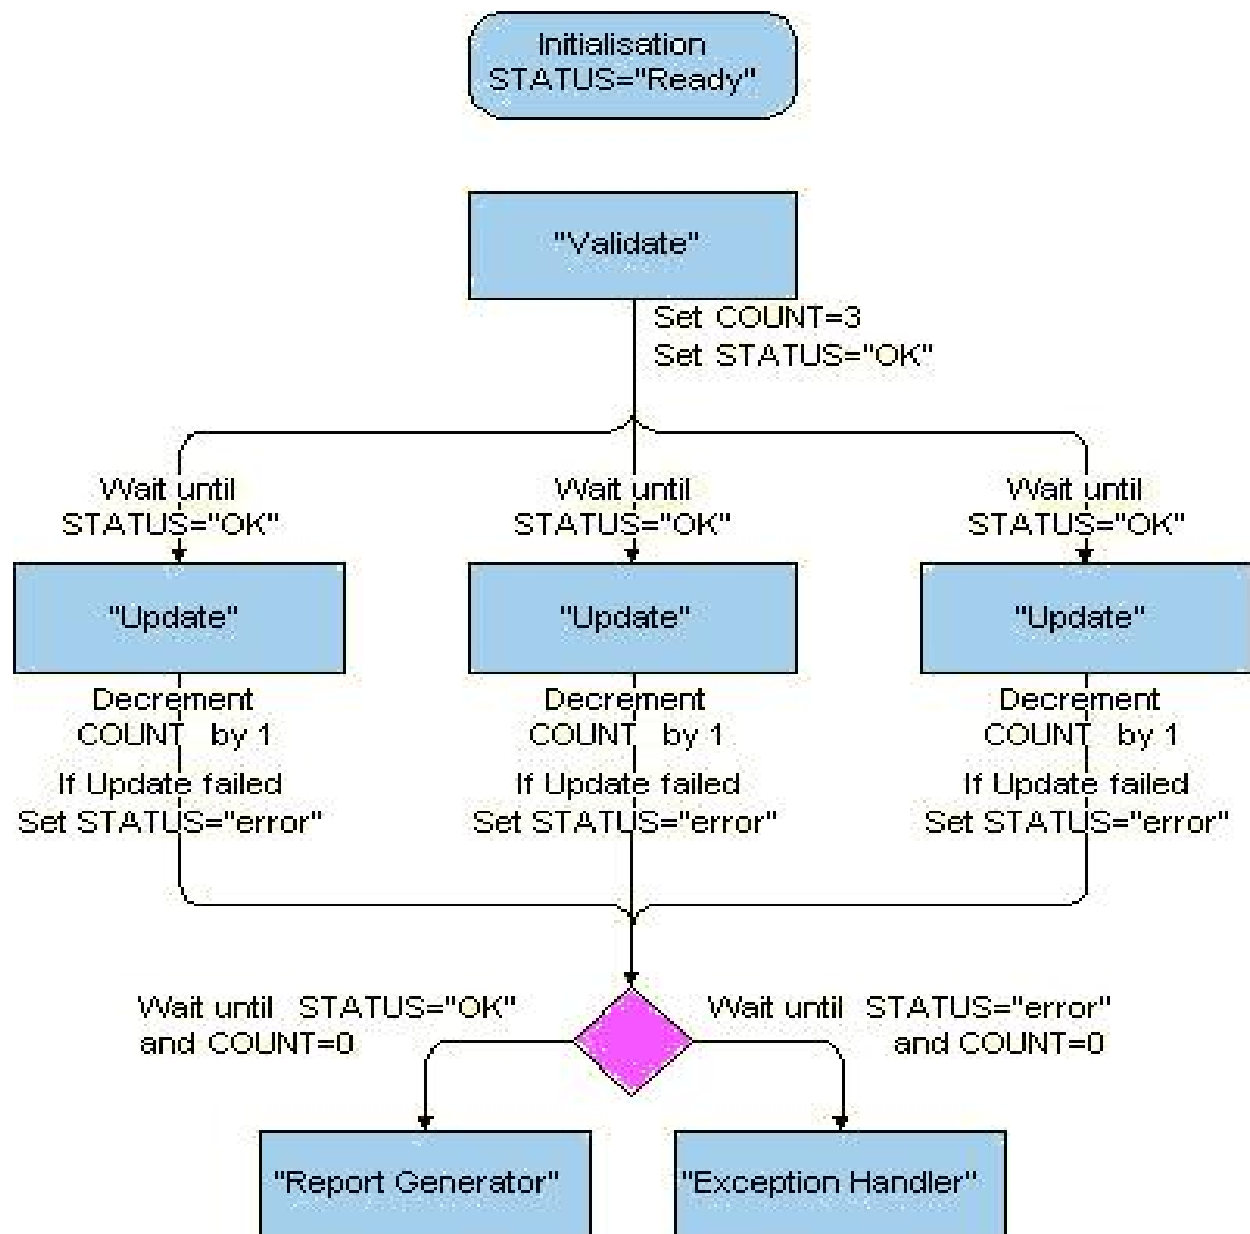 Initialisation
STATUS="Ready"
"Validate"
Set COUNT=3
Set STATUS="OK"
Wait until
STATUS="OK"
Wait until
STATUS="OK"
Wait until
STATUS="OK"
"Update"
"Update"
"Update"
Decrement
COUNT by 1
If Update failed
Set STATUS="error"
Decrement
COUNT by 1
If Update failed
Set STATUS="error"
Decrement
COUNT by 1
If Update failed
Set STATUS="error"
Wait until STATUS="OK"
and COUNT=0
Wait until STATUS="error"
and COUNT=0
"Report Generator"
"Exception Handler"